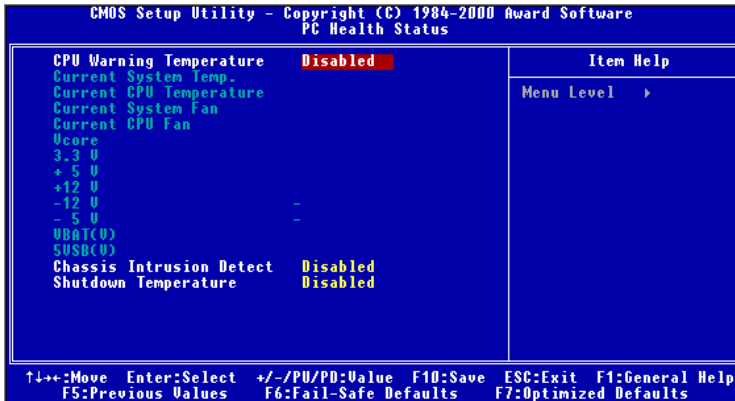 CMOS Setup Utility - Copyright (C) 1984-2000 Award Software
PC Health Status
CPU Warning Temperature Disabled
Item Help
Current System Temp.
Current CPU Temperature
Menu Level ▸
Current System Fan
Current CPU Fan
Vcore
3.3 V
+ 5 V
+12 V
-12 V -
- 5 V -
VBAT(V)
5VSB(V)
Chassis Intrusion Detect Disabled
Shutdown Temperature Disabled
↑↓→←:Move Enter:Select +/-/PU/PD:Value F10:Save ESC:Exit F1:General Help
F5:Previous Values F6:Fail-Safe Defaults F7:Optimized Defaults